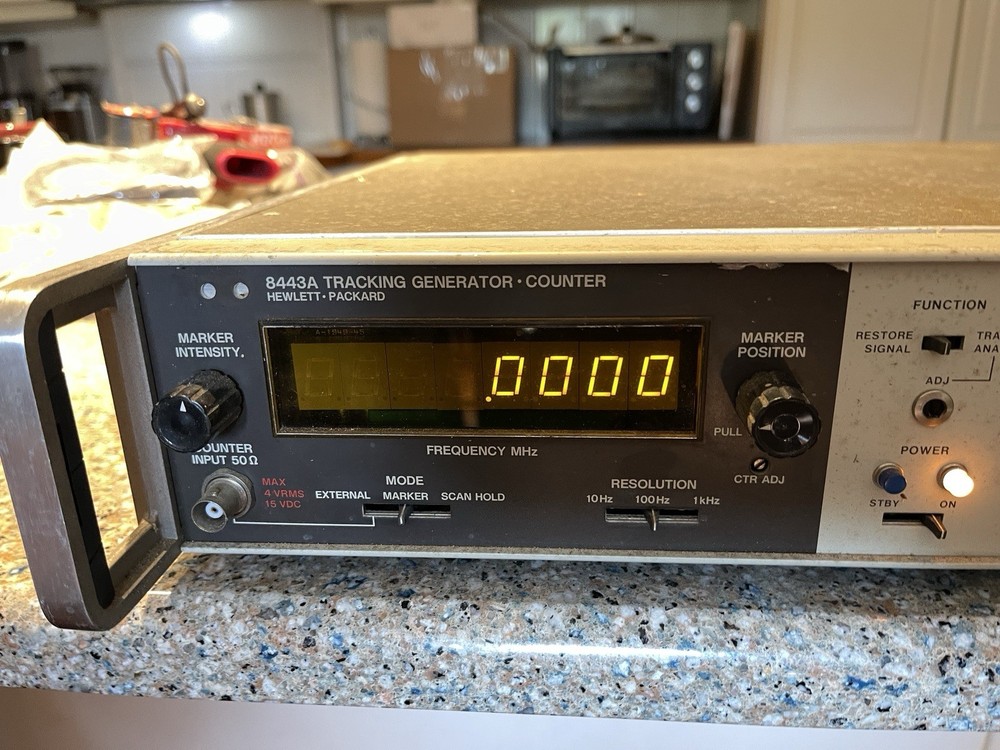 8443A TRACKING GENERATOR · COUNTER
HEWLETT · PACKARD
MARKER
INTENSITY.
.0000
MARKER
POSITION
PULL
CTR ADJ
COUNTER
INPUT 50Ω
MAX
4 VRMS
15 VDC
FREQUENCY MHz
MODE
EXTERNAL MARKER SCAN HOLD
RESOLUTION
10Hz 100Hz 1kHz
FUNCTION
RESTORE
SIGNAL
TRA
ANA
ADJ
POWER
STBY ON